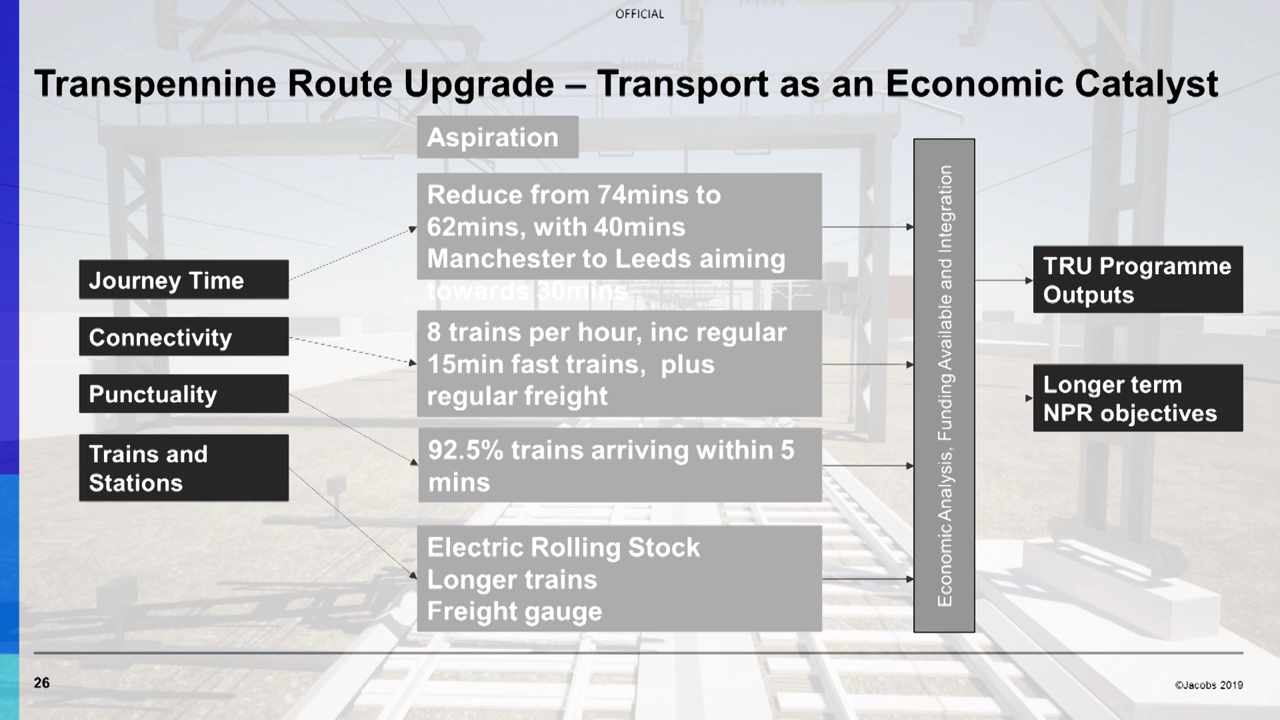 OFFICIAL
Transpennine Route Upgrade – Transport as an Economic Catalyst
Aspiration
Journey Time
Connectivity
Punctuality
Trains and
Stations
Reduce from 74mins to
62mins, with 40mins
Manchester to Leeds aiming
towards 30mins
8 trains per hour, inc regular
15min fast trains, plus
regular freight
92.5% trains arriving within 5
mins
Electric Rolling Stock
Longer trains
Freight gauge
Economic Analysis, Funding Available and Integration
TRU Programme
Outputs
Longer term
NPR objectives
26
©Jacobs 2019